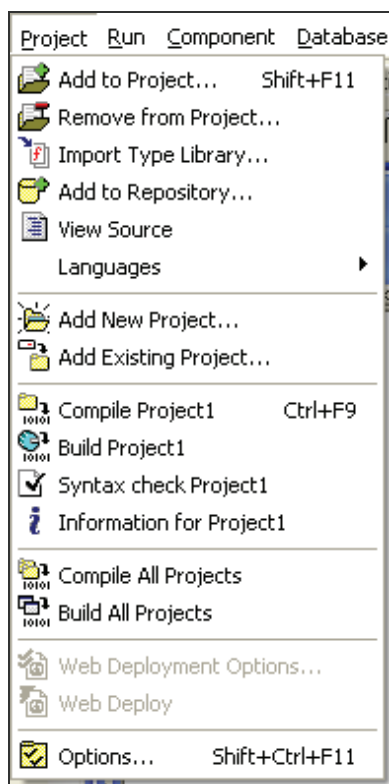 Project Run Component Database
Add to Project... Shift+F11
Remove from Project...
Import Type Library...
Add to Repository...
View Source
Languages
Add New Project...
Add Existing Project...
Compile Project1 Ctrl+F9
Build Project1
Syntax check Project1
Information for Project1
Compile All Projects
Build All Projects
Web Deployment Options...
Web Deploy
Options... Shift+Ctrl+F11